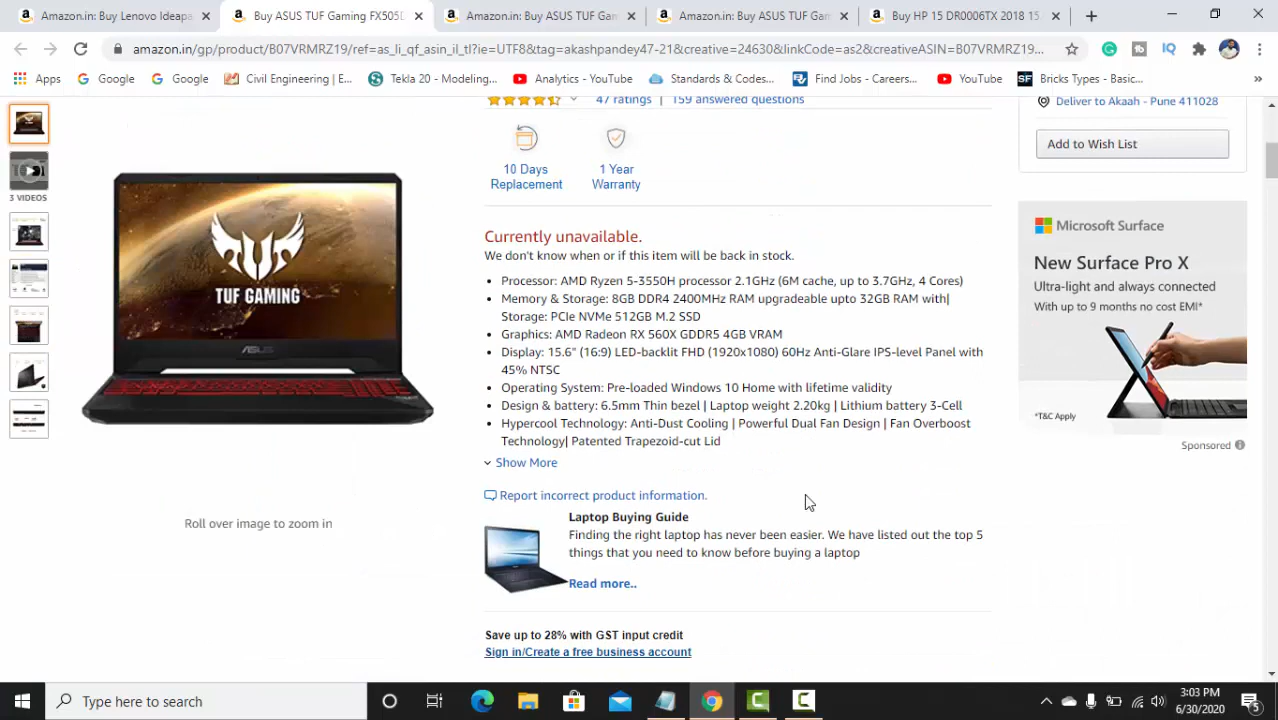 Amazon.in: Buy Lenovo Ideapa
Buy ASUS TUF Gaming FX505D
Amazon.in: Buy ASUS TUF Gam
Amazon.in: Buy ASUS TUF Gam
Buy HP 15 DR0006TX 2018 15.
amazon.in/gp/product/B07VRMRZ19/ref=as_li_qf_asin_il_tl?ie=UTF8&tag=akashpandey47-21&creative=24630&linkCode=as2&creativeASIN=B07VRMRZ19...
Apps
Google
Google
Civil Engineering | E...
Tekla 20 - Modeling...
Analytics - YouTube
Standards & Codes...
Find Jobs - Careers...
YouTube
Bricks Types - Basic...
3 VIDEOS
TUF GAMING
ASUS
Roll over image to zoom in
47 ratings | 159 answered questions
10 Days
Replacement
1 Year
Warranty
Currently unavailable.
We don't know when or if this item will be back in stock.
• Processor: AMD Ryzen 5-3550H processor 2.1GHz (6M cache, up to 3.7GHz, 4 Cores)
• Memory & Storage: 8GB DDR4 2400MHz RAM upgradeable upto 32GB RAM with|
Storage: PCIe NVMe 512GB M.2 SSD
• Graphics: AMD Radeon RX 560X GDDR5 4GB VRAM
• Display: 15.6" (16:9) LED-backlit FHD (1920x1080) 60Hz Anti-Glare IPS-level Panel with
45% NTSC
• Operating System: Pre-loaded Windows 10 Home with lifetime validity
• Design & battery: 6.5mm Thin bezel | Laptop weight 2.20kg | Lithium battery 3-Cell
• Hypercool Technology: Anti-Dust Cooling | Powerful Dual Fan Design | Fan Overboost
Technology| Patented Trapezoid-cut Lid
Show More
Report incorrect product information.
Laptop Buying Guide
Finding the right laptop has never been easier. We have listed out the top 5
things that you need to know before buying a laptop
Read more..
Save up to 28% with GST input credit
Sign in/Create a free business account
Deliver to Akaah - Pune 411028
Add to Wish List
Microsoft Surface
New Surface Pro X
Ultra-light and always connected
With up to 9 months no cost EMI*
*T&C Apply
Sponsored
Type here to search
3:03 PM
6/30/2020
5